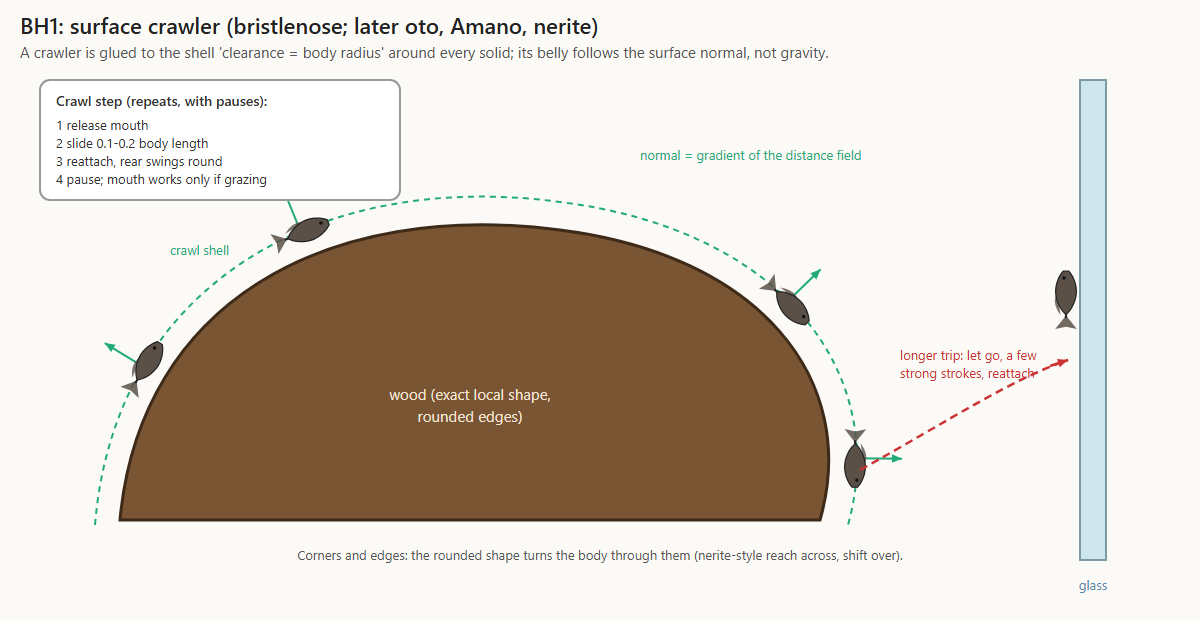 BH1: surface crawler (bristlenose; later oto, Amano, nerite)
A crawler is glued to the shell 'clearance = body radius' around every solid; its belly follows the surface normal, not gravity.
Crawl step (repeats, with pauses):
1 release mouth
2 slide 0.1-0.2 body length
3 reattach, rear swings round
4 pause; mouth works only if grazing
normal = gradient of the distance field
crawl shell
longer trip: let go, a few
strong strokes, reattach
wood (exact local shape,
rounded edges)
Corners and edges: the rounded shape turns the body through them (nerite-style reach across, shift over).
glass